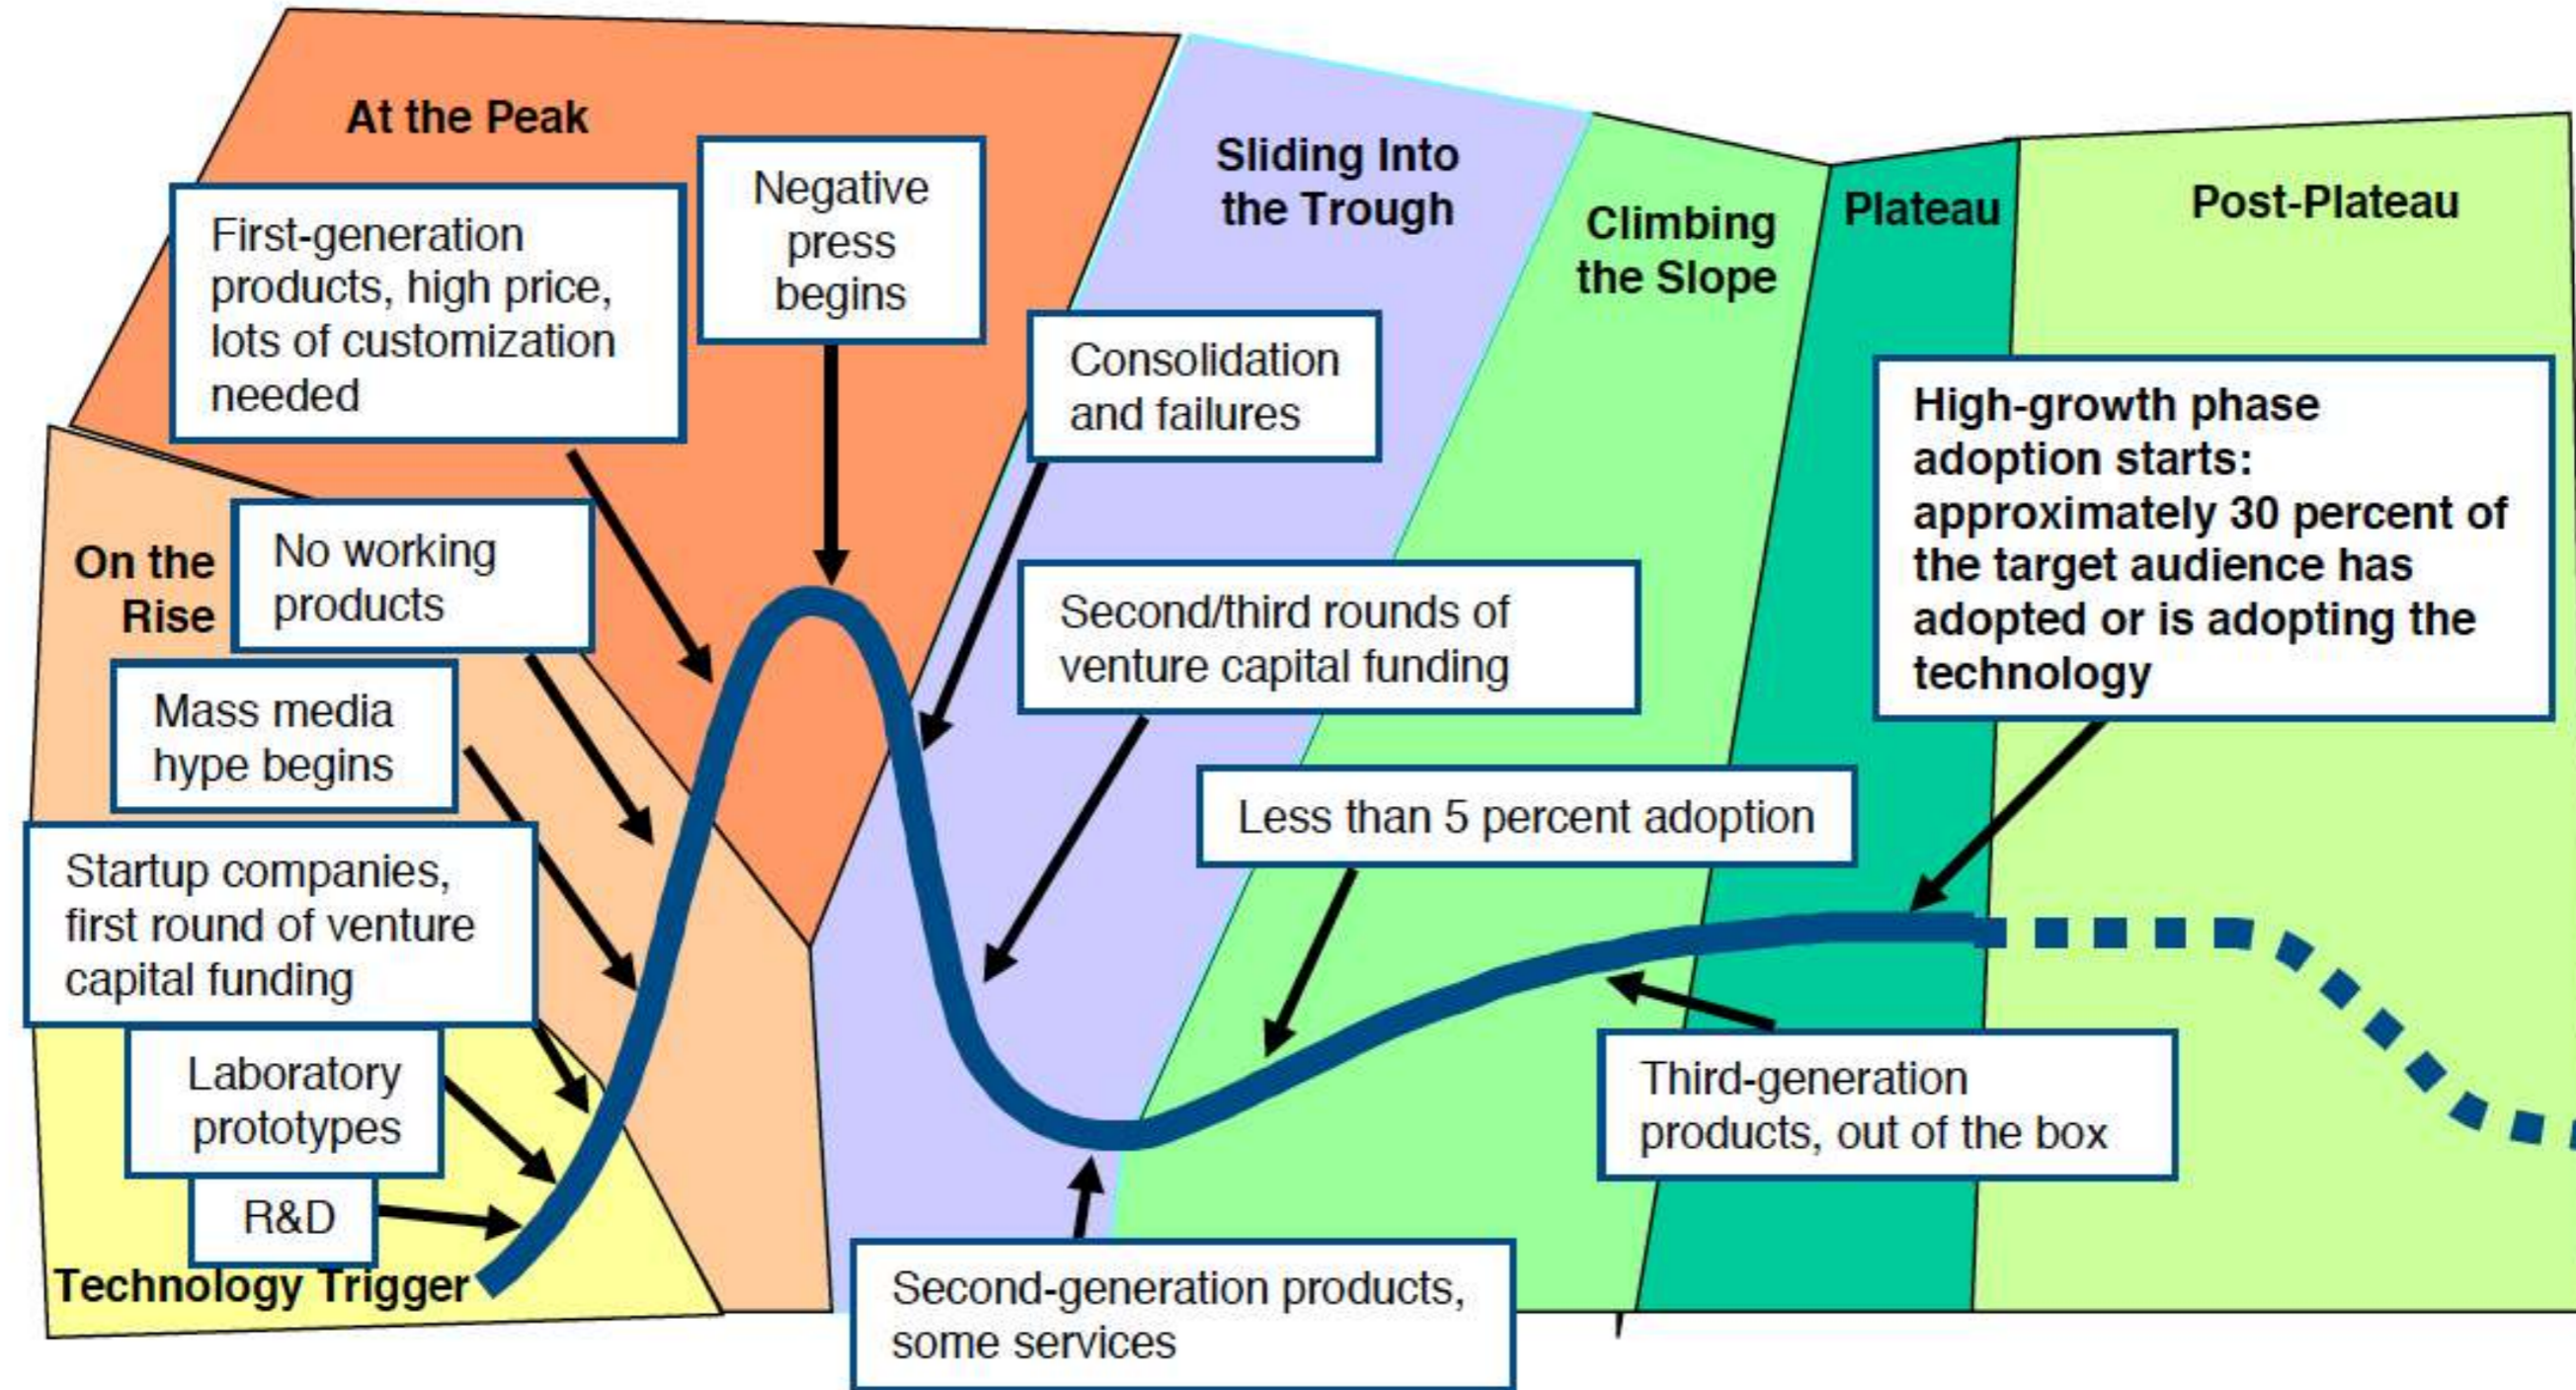 At the Peak
First-generation
products, high price,
lots of customization
needed
Negative
press
begins
Sliding Into
the Trough
Consolidation
and failures
Climbing
the Slope
Plateau
Post-Plateau
High-growth phase
adoption starts:
approximately 30 percent of
the target audience has
adopted or is adopting the
technology
On the
Rise
No working
products
Mass media
hype begins
Second/third rounds of
venture capital funding
Less than 5 percent adoption
Startup companies,
first round of venture
capital funding
Laboratory
prototypes
R&D
Technology Trigger
Third-generation
products, out of the box
Second-generation products,
some services